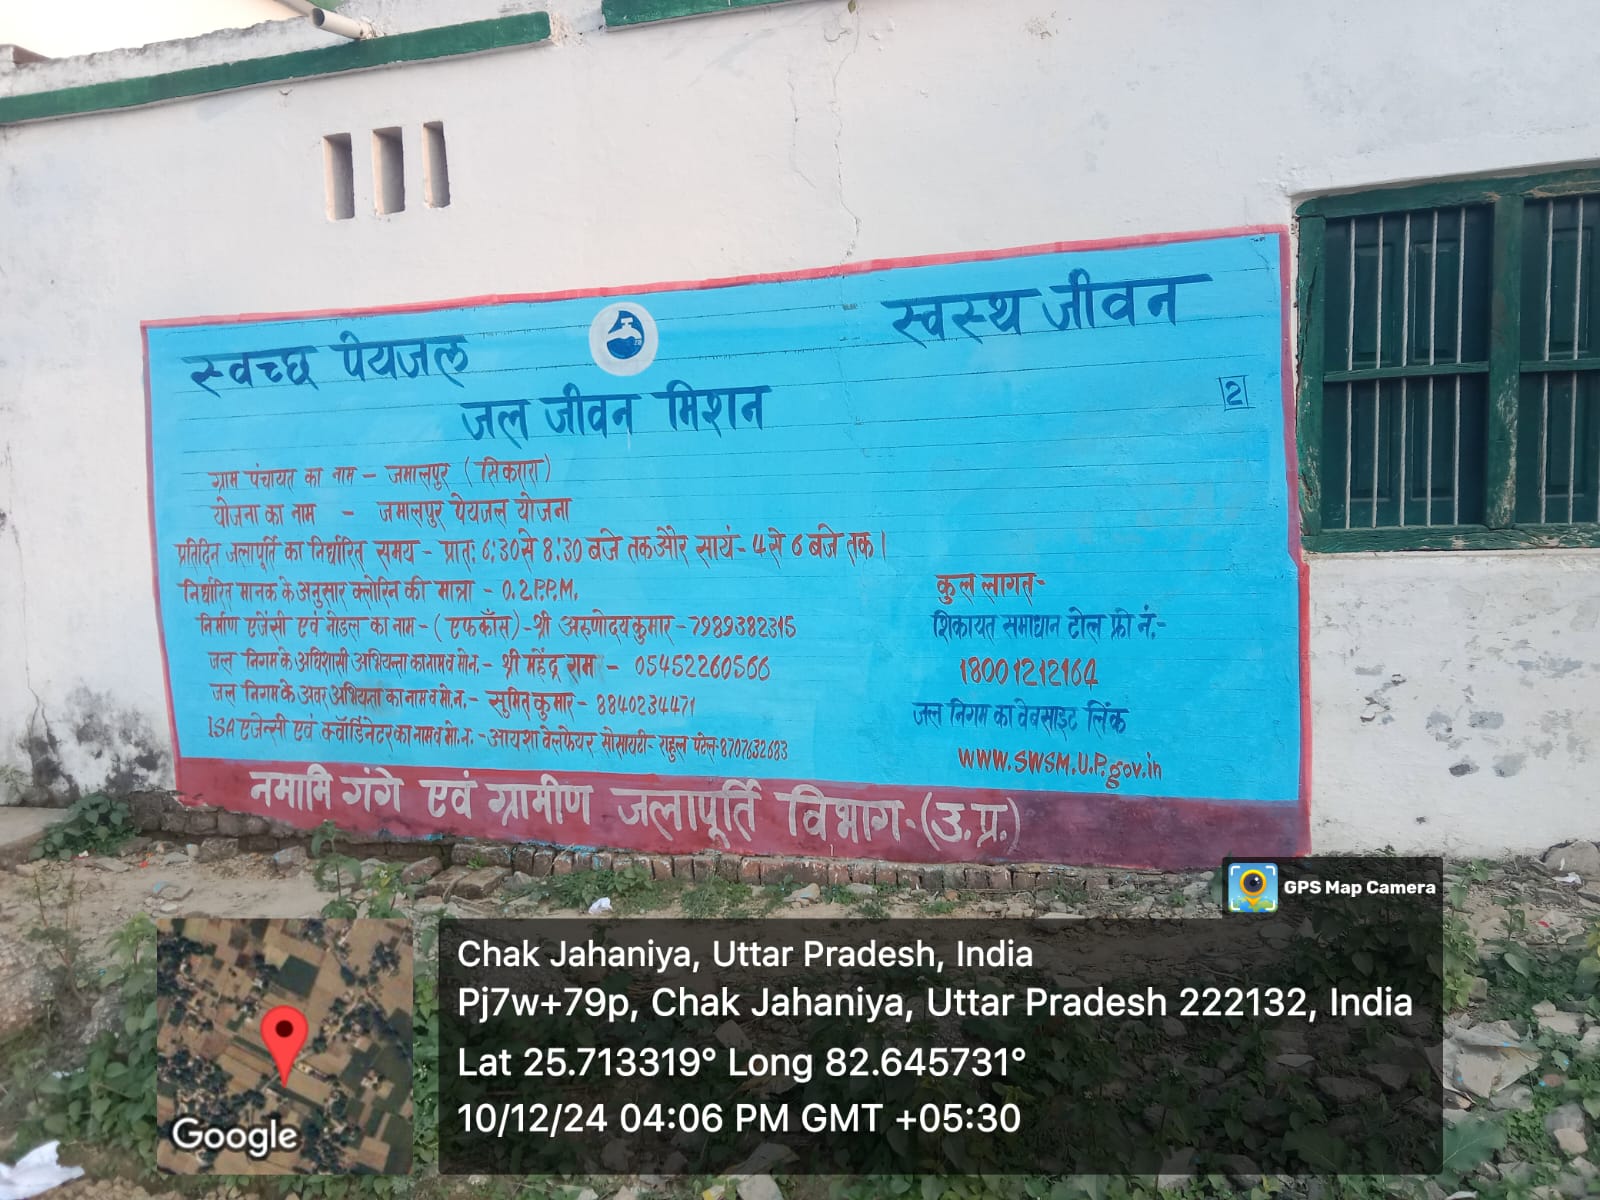 स्वच्छ पेयजल
स्वस्थ जीवन
जल जीवन मिशन
2
ग्राम पंचायत का नाम - जमालपुर (सिकरारा)
योजना का नाम - जमालपुर पेयजल योजना
प्रतिदिन जलापूर्ति का निर्धारित समय - प्रात: 6:30 से 8:30 बजे तक और सायं - 4 से 6 बजे तक।
निर्धारित मानक के अनुसार क्लोरिन की मात्रा - 0.2 P.P.M.
निर्माण एजेंसी एवं नोडल का नाम - (एफकॉंस) - श्री अरुणोदय कुमार - 7989382315
जल निगम के अधिशासी अभियन्ता का नाम व मो.न. - श्री महेंद्र राम - 05452260566
जल निगम के अवर अभियन्ता का नाम व मो.न. - सुमित कुमार - 8840234471
ISA एजेन्सी एवं क्वॉर्डिनेटर का नाम व मो.न. - आयशा वेलफेयर सोसायटी - राहुल पटेल - 8707632683
कुल लागत -
शिकायत समाधान टोल फ्री नं. -
18001212164
जल निगम का वेबसाइट लिंक
www.SWSM.U.P.gov.in
नमामि गंगे एवं ग्रामीण जलापूर्ति विभाग - (उ.प्र.)
GPS Map Camera
Chak Jahaniya, Uttar Pradesh, India
Pj7w+79p, Chak Jahaniya, Uttar Pradesh 222132, India
Lat 25.713319° Long 82.645731°
10/12/24 04:06 PM GMT +05:30
Google